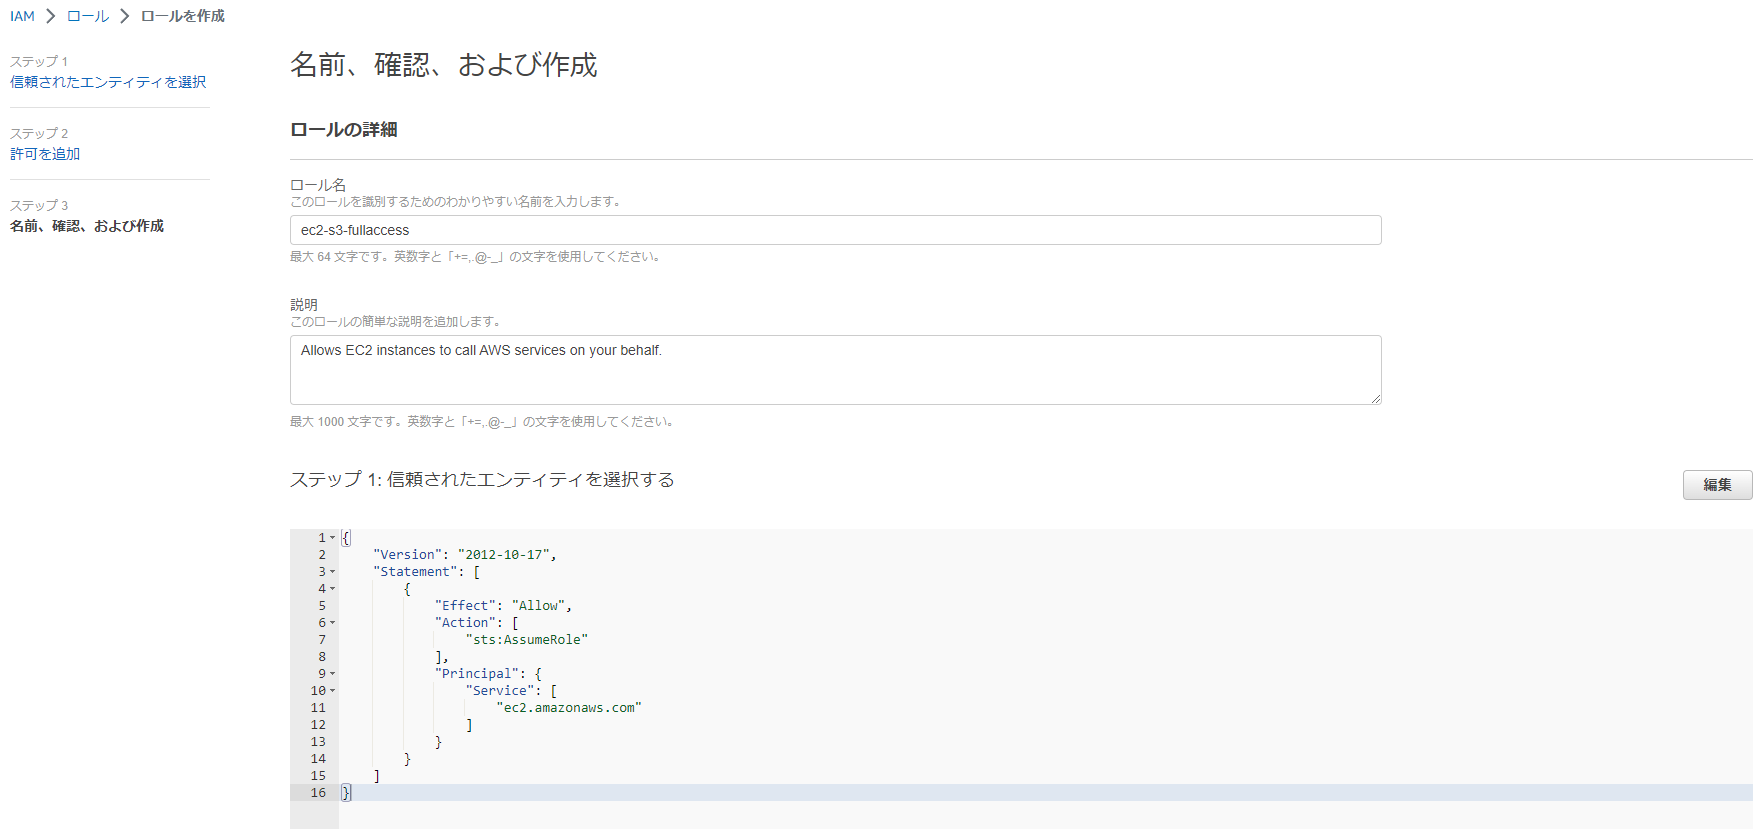 IAM > ロール > ロールを作成
ステップ 1
信頼されたエンティティを選択
ステップ 2
許可を追加
ステップ 3
名前、確認、および作成
名前、確認、および作成
ロールの詳細
ロール名
このロールを識別するためのわかりやすい名前を入力します。
ec2-s3-fullaccess
最大 64 文字です。英数字と「+=,.@-_」の文字を使用してください。
説明
このロールの簡単な説明を追加します。
Allows EC2 instances to call AWS services on your behalf.
最大 1000 文字です。英数字と「+=,.@-_」の文字を使用してください。
ステップ 1: 信頼されたエンティティを選択する
編集
1 {
2     "Version": "2012-10-17",
3     "Statement": [
4         {
5             "Effect": "Allow",
6             "Action": [
7                 "sts:AssumeRole"
8             ],
9             "Principal": {
10                 "Service": [
11                     "ec2.amazonaws.com"
12                 ]
13             }
14         }
15     ]
16 }